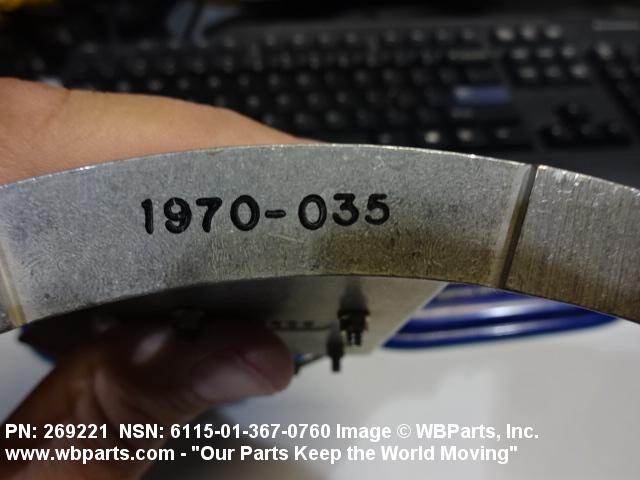 1970-035
PN: 269221 NSN: 6115-01-367-0760 Image © WBParts, Inc.
www.wbparts.com - "Our Parts Keep the World Moving"